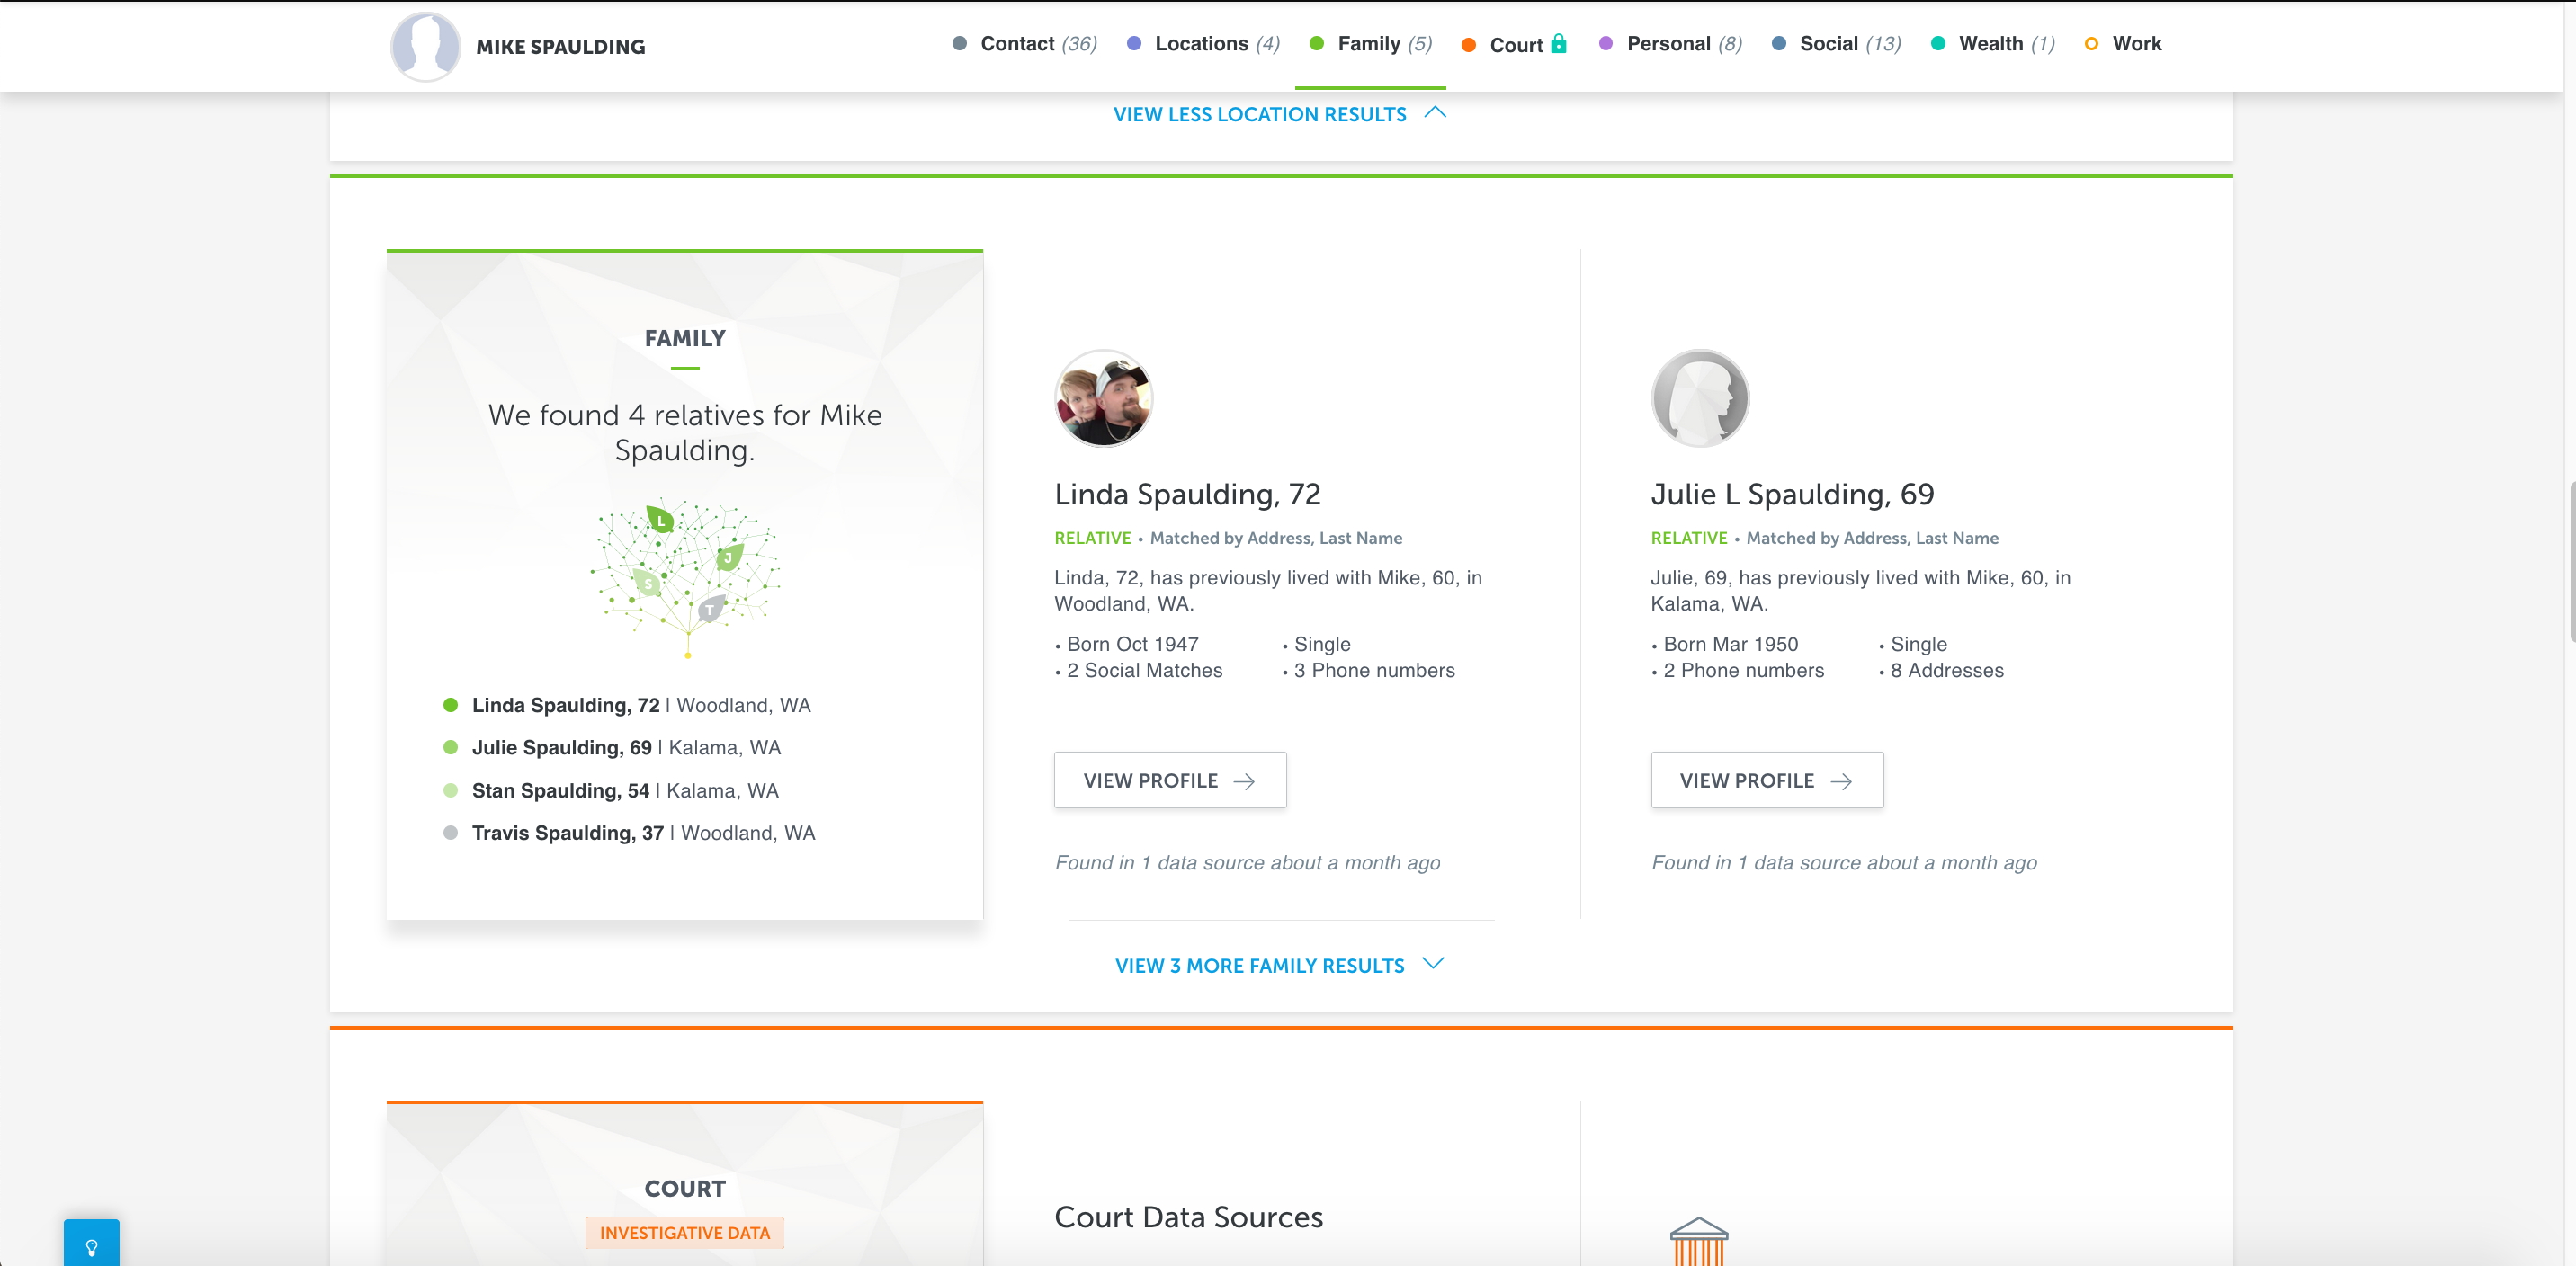 MIKE SPAULDING
Contact (36)
Locations (4)
Family (5)
Court
Personal (8)
Social (13)
Wealth (1)
Work
VIEW LESS LOCATION RESULTS
FAMILY
We found 4 relatives for Mike
Spaulding.
L
J
S
T
Linda Spaulding, 72 | Woodland, WA
Julie Spaulding, 69 | Kalama, WA
Stan Spaulding, 54 | Kalama, WA
Travis Spaulding, 37 | Woodland, WA
Linda Spaulding, 72
RELATIVE • Matched by Address, Last Name
Linda, 72, has previously lived with Mike, 60, in
Woodland, WA.
• Born Oct 1947
• Single
• 2 Social Matches
• 3 Phone numbers
VIEW PROFILE
Found in 1 data source about a month ago
Julie L Spaulding, 69
RELATIVE • Matched by Address, Last Name
Julie, 69, has previously lived with Mike, 60, in
Kalama, WA.
• Born Mar 1950
• Single
• 2 Phone numbers
• 8 Addresses
VIEW PROFILE
Found in 1 data source about a month ago
VIEW 3 MORE FAMILY RESULTS
COURT
INVESTIGATIVE DATA
Court Data Sources